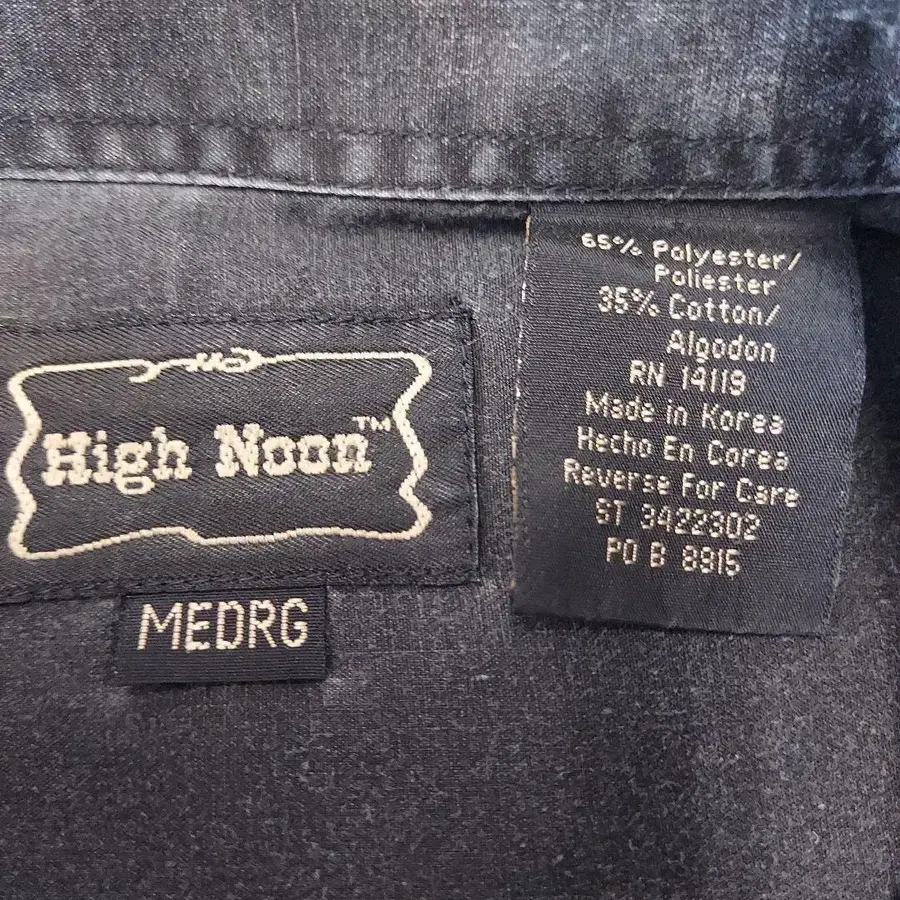 High Noon™
MEDRG
65% Polyester/
Poliester
35% Cotton/
Algodon
RN 14119
Made in Korea
Hecho En Corea
Reverse For Care
ST 3422302
PO B 8915